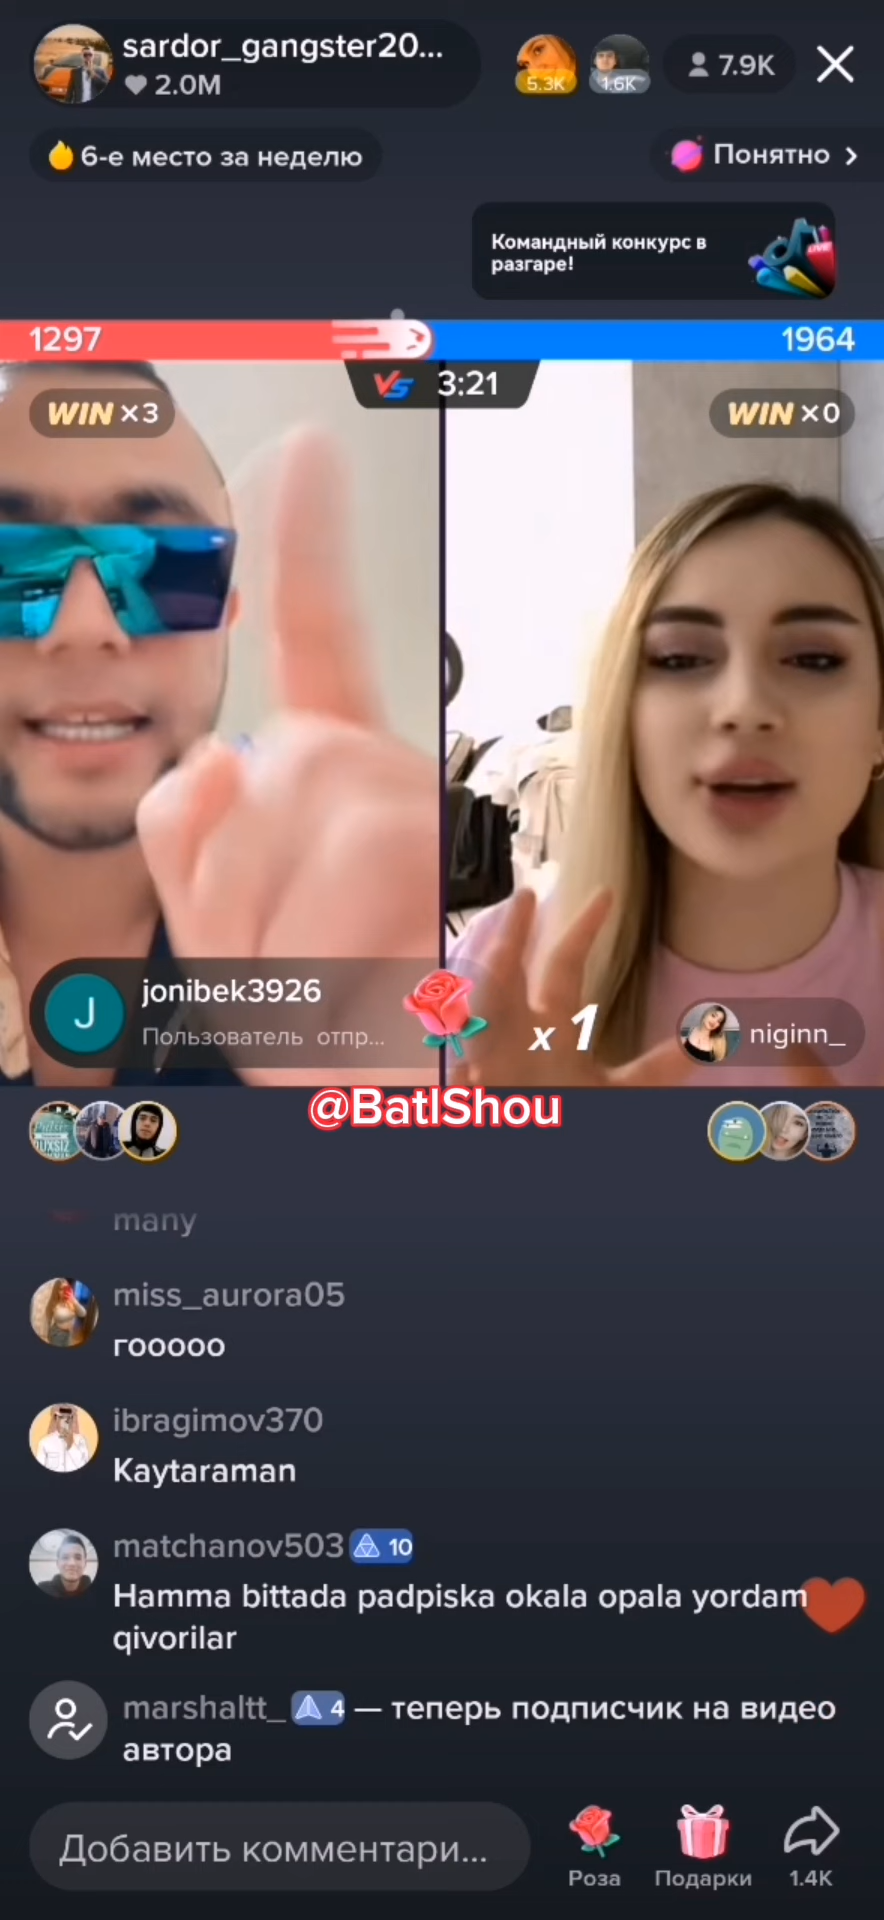 sardor_gangster20...
2.0M
5.3K
1.6K
7.9K
6-е место за неделю
Понятно
Командный конкурс в
разгаре!
LIVE
1297
1964
VS 3:21
WIN ×3
WIN ×0
jonibek3926
Пользователь отпр...
x 1
J
niginn_
@BatlShou
many
miss_aurora05
гооооо
ibragimov370
Kaytaraman
matchanov503 10
Hamma bittada padpiska okala opala yordam
qivorilar
marshaltt_ 4 — теперь подписчик на видео
автора
Добавить комментари...
Роза
Подарки
1.4K